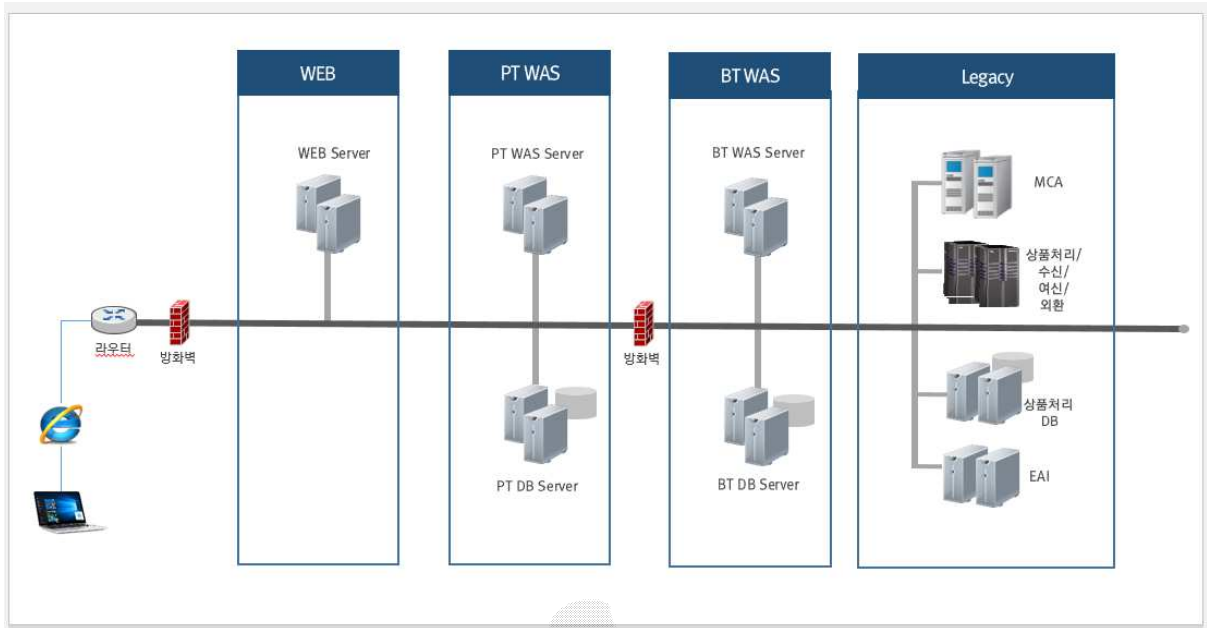 WEB
PT WAS
BT WAS
Legacy
WEB Server
PT WAS Server
BT WAS Server
MCA
상품처리/
수신/
여신/
외환
라우터
방화벽
방화벽
상품처리
DB
PT DB Server
BT DB Server
EAI